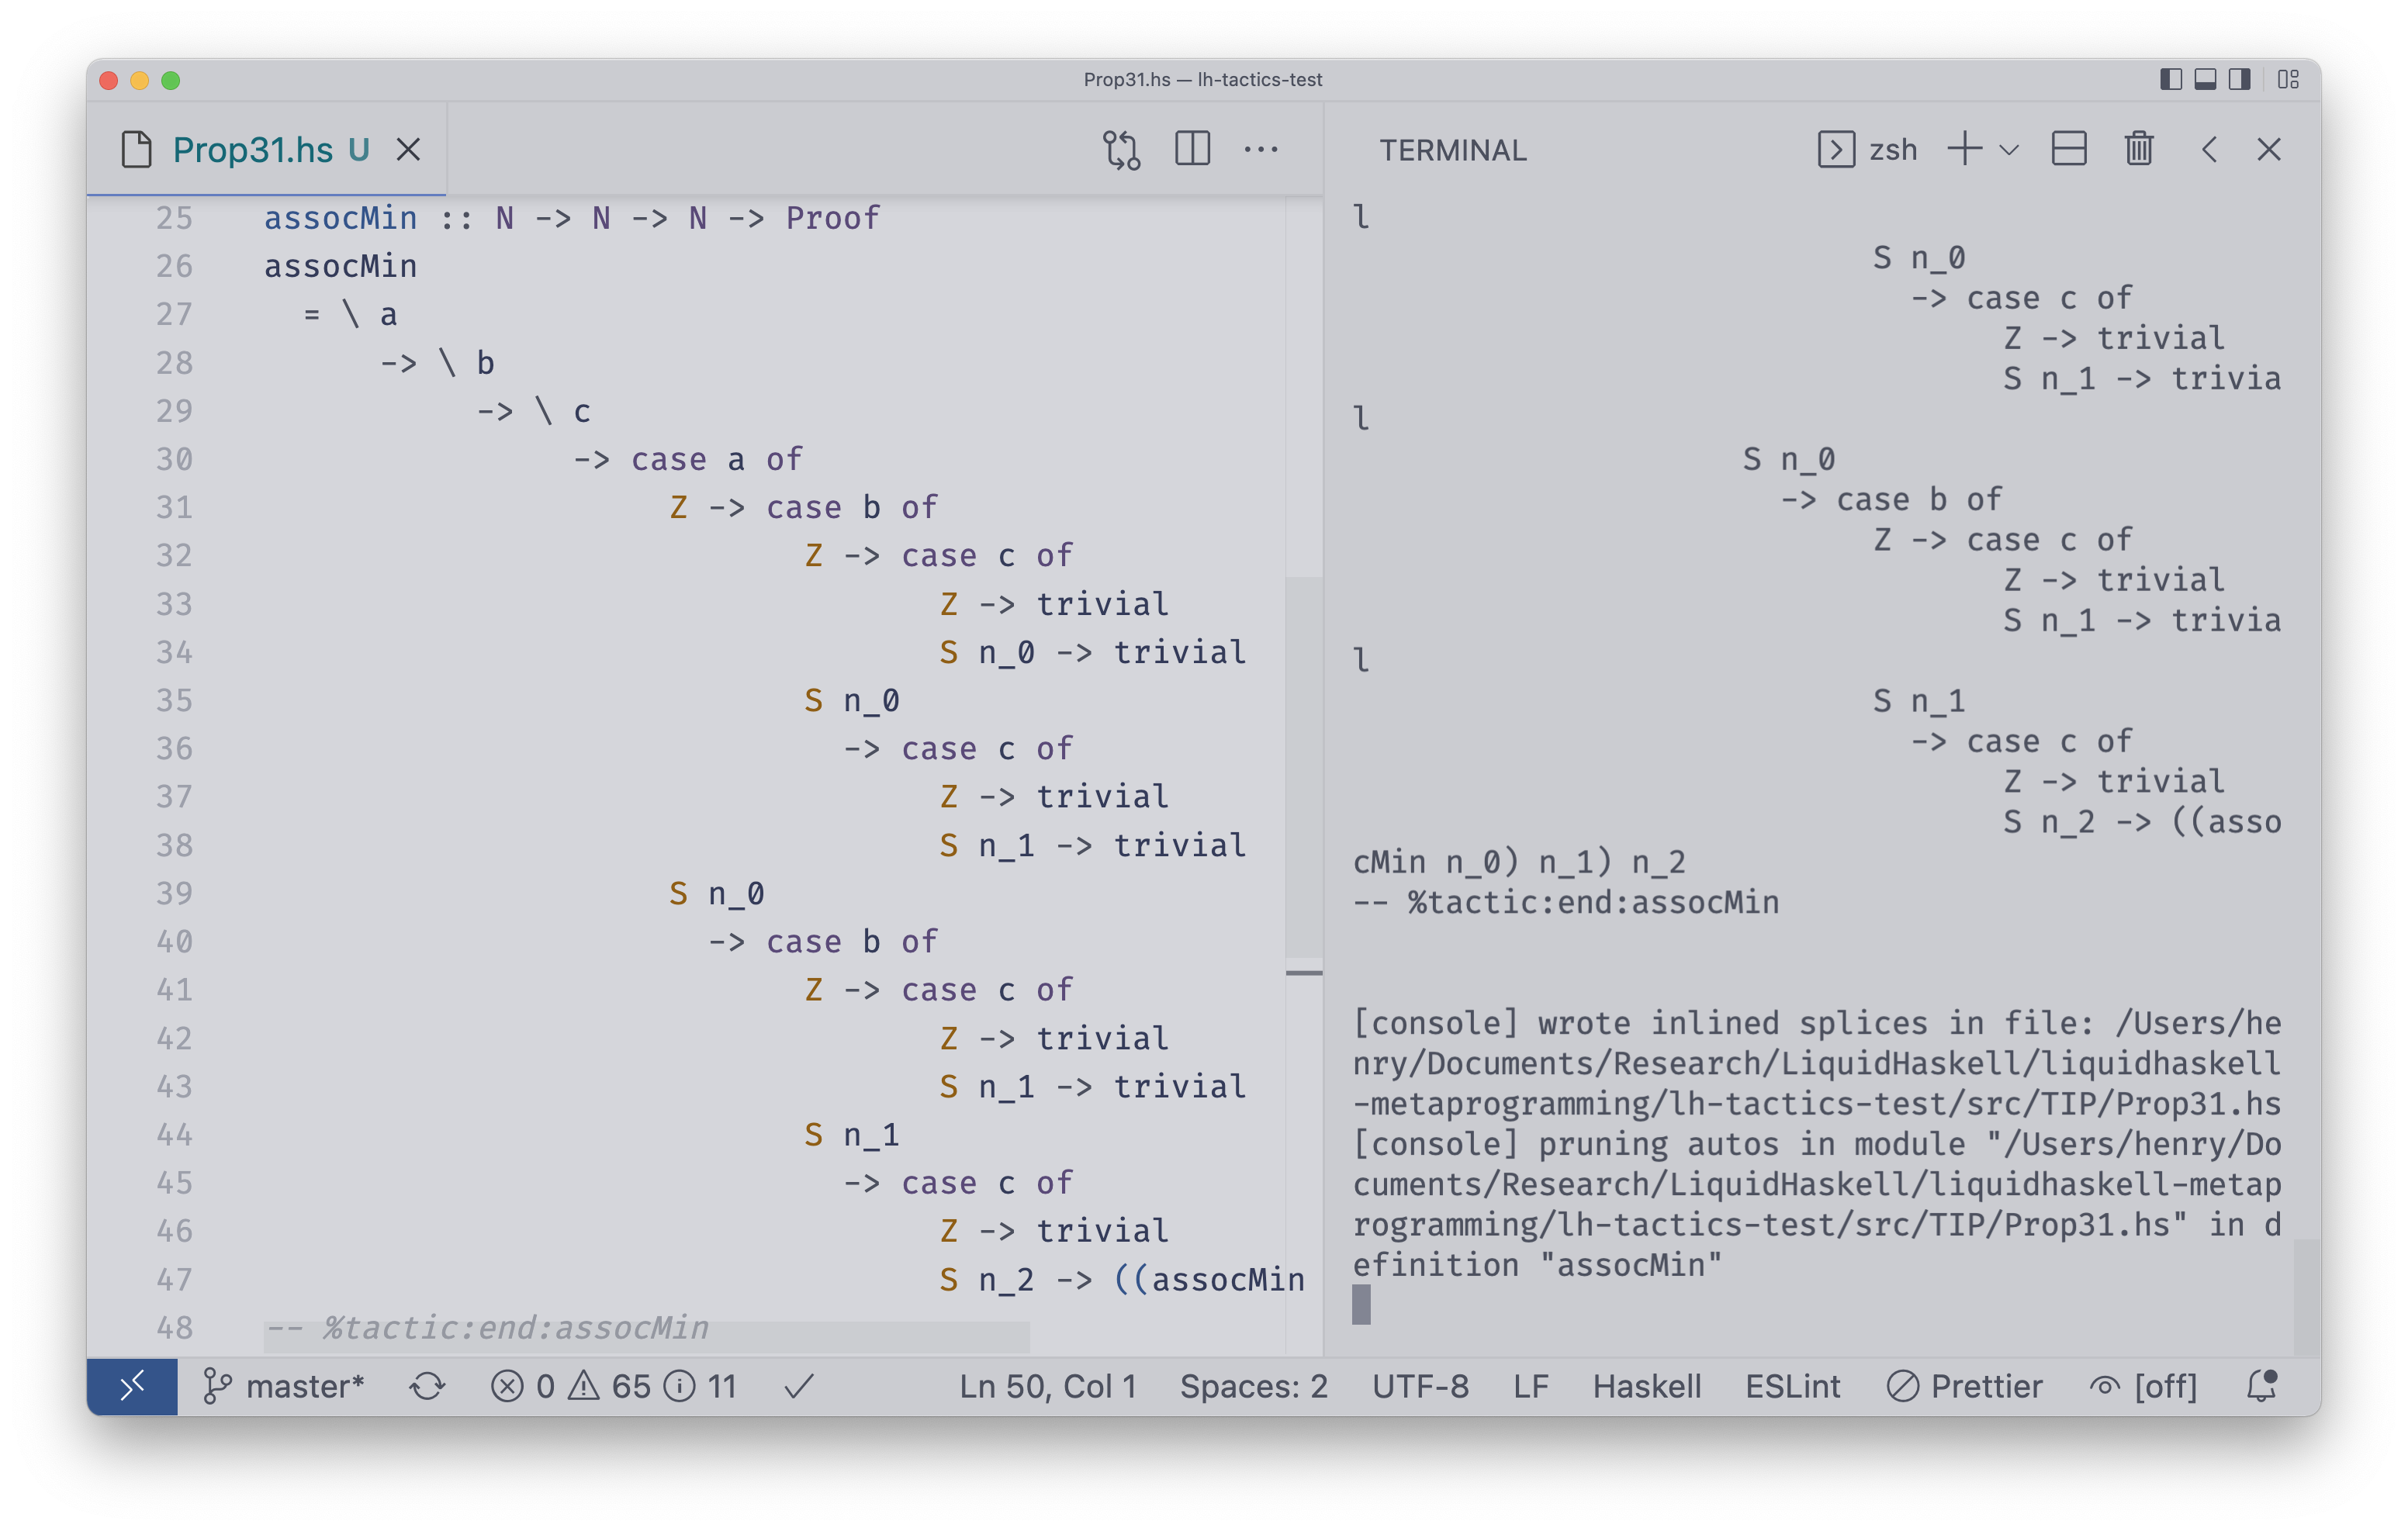 Prop31.hs — lh-tactics-test
Prop31.hs U
25 assocMin :: N -> N -> N -> Proof
26 assocMin
27 = \ a
28 -> \ b
29 -> \ c
30 -> case a of
31 Z -> case b of
32 Z -> case c of
33 Z -> trivial
34 S n_0 -> trivial
35 S n_0
36 -> case c of
37 Z -> trivial
38 S n_1 -> trivial
39 S n_0
40 -> case b of
41 Z -> case c of
42 Z -> trivial
43 S n_1 -> trivial
44 S n_1
45 -> case c of
46 Z -> trivial
47 S n_2 -> ((assocMin
48 -- %tactic:end:assocMin
TERMINAL
zsh
l
S n_0
-> case c of
Z -> trivial
S n_1 -> trivia
l
S n_0
-> case b of
Z -> case c of
Z -> trivial
S n_1 -> trivia
l
S n_1
-> case c of
Z -> trivial
S n_2 -> ((asso
cMin n_0) n_1) n_2
-- %tactic:end:assocMin
[console] wrote inlined splices in file: /Users/he
nry/Documents/Research/LiquidHaskell/liquidhaskell
-metaprogramming/lh-tactics-test/src/TIP/Prop31.hs
[console] pruning autos in module "/Users/henry/Do
cuments/Research/LiquidHaskell/liquidhaskell-metap
rogramming/lh-tactics-test/src/TIP/Prop31.hs" in d
efinition "assocMin"
master* 0 65 11 Ln 50, Col 1 Spaces: 2 UTF-8 LF Haskell ESLint Prettier [off]